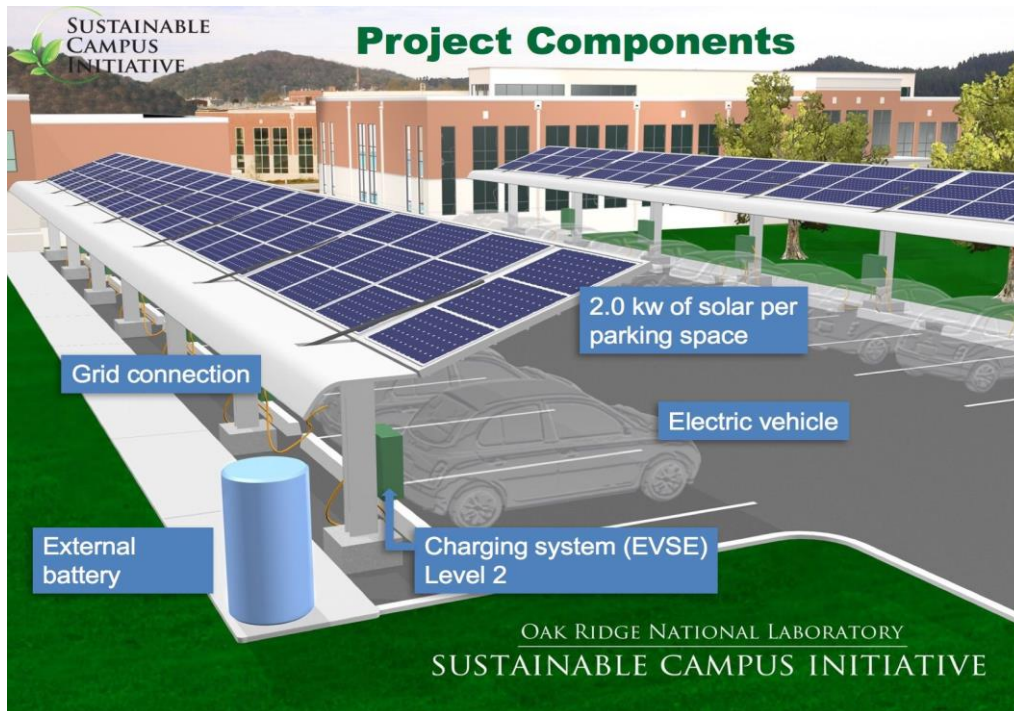 SUSTAINABLE
CAMPUS
INITIATIVE
Project Components
2.0 kw of solar per
parking space
Grid connection
Electric vehicle
External
battery
Charging system (EVSE)
Level 2
OAK RIDGE NATIONAL LABORATORY
SUSTAINABLE CAMPUS INITIATIVE